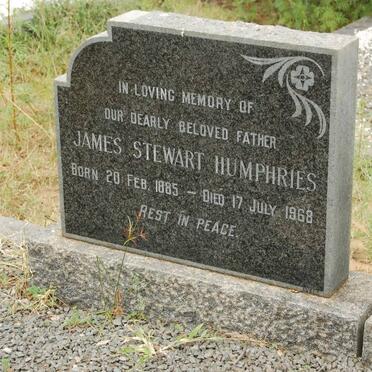 IN LOVING MEMORY OF
OUR DEARLY BELOVED FATHER
JAMES STEWART HUMPHRIES
BORN 20 FEB. 1885 – DIED 17 JULY 1968
REST IN PEACE.